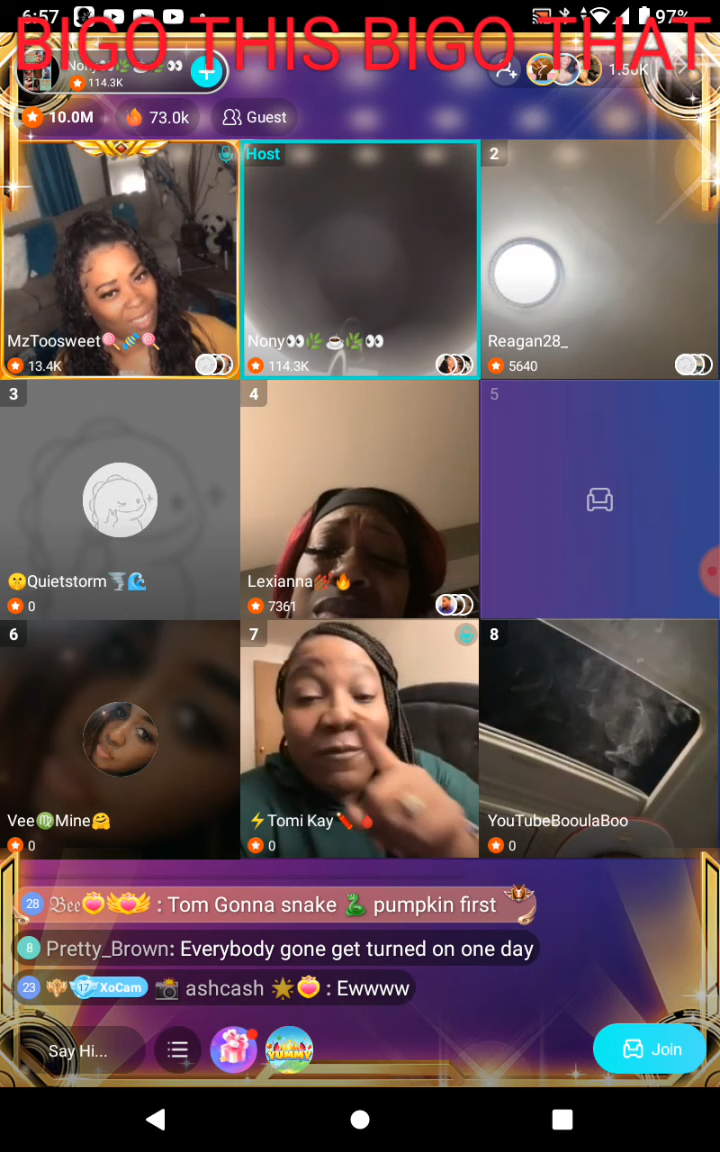 6:57
97%
BIGO THIS BIGO THAT
114.3K
10.0M
73.0k
Guest
Host
2
MzToosweet🍭🍬🍭
13.4K
Nony👀🌿☕🌿👀
114.3K
Reagan28_
5640
3
4
5
🤫Quietstorm🌪️🌊
0
Lexianna💅🏾🔥
7361
6
7
8
Vee♍Mine🤗
0
⚡Tomi Kay
0
YouTubeBooulaBoo
0
28 𝔅𝔢𝔢 : Tom Gonna snake 🐍 pumpkin first
8 Pretty_Brown: Everybody gone get turned on one day
23 17 XoCam 📸 ashcash 🌟 : Ewwww
Say Hi...
YUMMY
Join